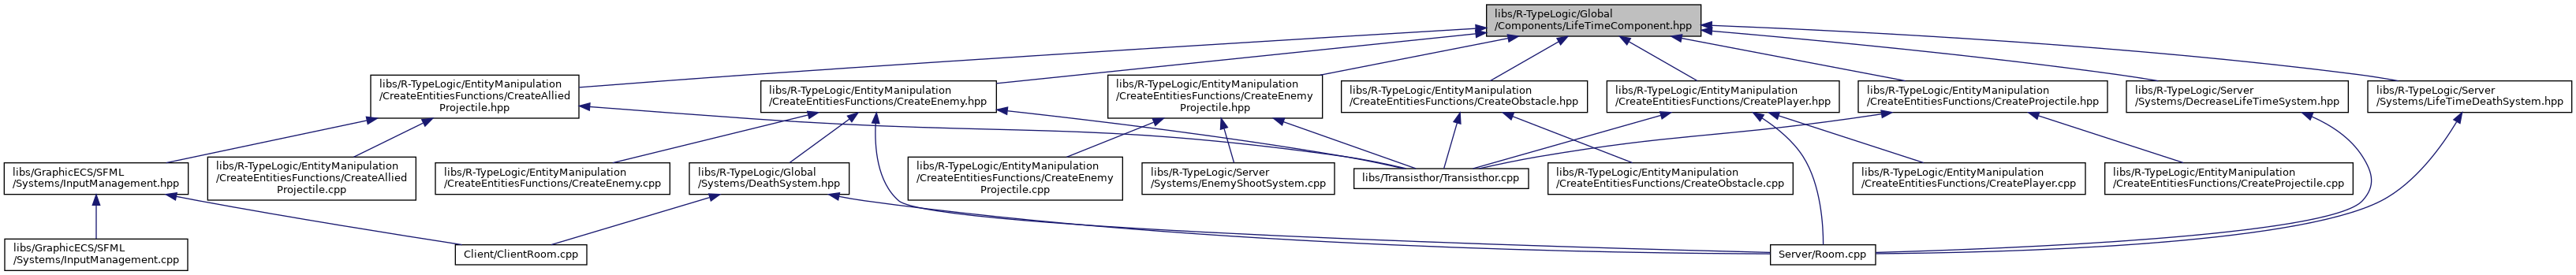 libs/R-TypeLogic/Global
/Components/LifeTimeComponent.hpp
libs/R-TypeLogic/EntityManipulation
/CreateEntitiesFunctions/CreateAllied
Projectile.hpp
libs/R-TypeLogic/EntityManipulation
/CreateEntitiesFunctions/CreateEnemy.hpp
libs/R-TypeLogic/EntityManipulation
/CreateEntitiesFunctions/CreateEnemy
Projectile.hpp
libs/R-TypeLogic/EntityManipulation
/CreateEntitiesFunctions/CreateObstacle.hpp
libs/R-TypeLogic/EntityManipulation
/CreateEntitiesFunctions/CreatePlayer.hpp
libs/R-TypeLogic/EntityManipulation
/CreateEntitiesFunctions/CreateProjectile.hpp
libs/R-TypeLogic/Server
/Systems/DecreaseLifeTimeSystem.hpp
libs/R-TypeLogic/Server
/Systems/LifeTimeDeathSystem.hpp
libs/GraphicECS/SFML
/Systems/InputManagement.hpp
libs/R-TypeLogic/EntityManipulation
/CreateEntitiesFunctions/CreateAllied
Projectile.cpp
libs/R-TypeLogic/EntityManipulation
/CreateEntitiesFunctions/CreateEnemy.cpp
libs/R-TypeLogic/Global
/Systems/DeathSystem.hpp
libs/R-TypeLogic/EntityManipulation
/CreateEntitiesFunctions/CreateEnemy
Projectile.cpp
libs/R-TypeLogic/Server
/Systems/EnemyShootSystem.cpp
libs/Transisthor/Transisthor.cpp
libs/R-TypeLogic/EntityManipulation
/CreateEntitiesFunctions/CreateObstacle.cpp
libs/R-TypeLogic/EntityManipulation
/CreateEntitiesFunctions/CreatePlayer.cpp
libs/R-TypeLogic/EntityManipulation
/CreateEntitiesFunctions/CreateProjectile.cpp
libs/GraphicECS/SFML
/Systems/InputManagement.cpp
Client/ClientRoom.cpp
Server/Room.cpp